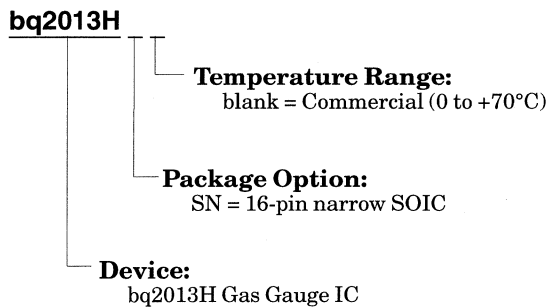 bq2013H
Temperature Range:
blank = Commercial (0 to +70°C)
Package Option:
SN = 16-pin narrow SOIC
Device:
bq2013H Gas Gauge IC